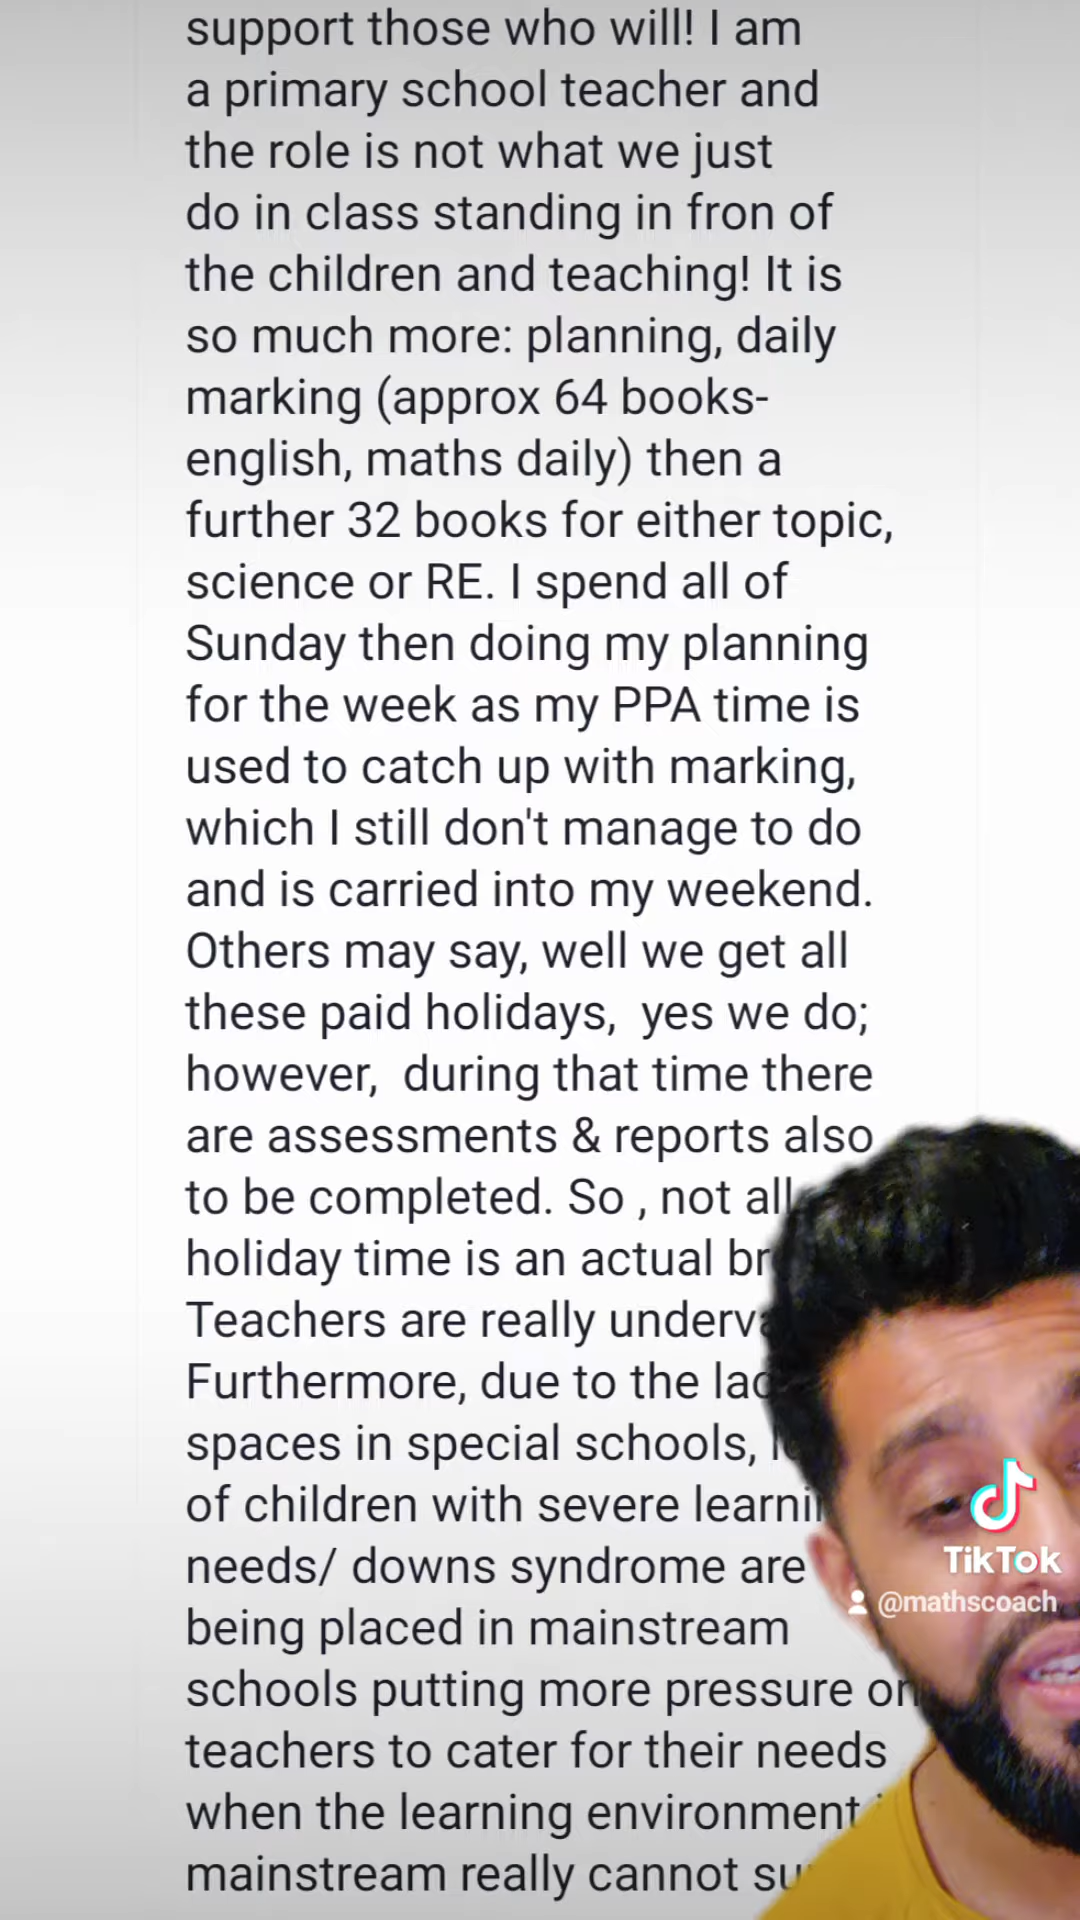 support those who will! I am
a primary school teacher and
the role is not what we just
do in class standing in fron of
the children and teaching! It is
so much more: planning, daily
marking (approx 64 books-
english, maths daily) then a
further 32 books for either topic,
science or RE. I spend all of
Sunday then doing my planning
for the week as my PPA time is
used to catch up with marking,
which I still don't manage to do
and is carried into my weekend.
Others may say, well we get all
these paid holidays,  yes we do;
however,  during that time there
are assessments & reports also
to be completed. So , not all
holiday time is an actual
Teachers are really
Furthermore, due to the
spaces in special schools,
of children with severe
needs/ downs syndrome are
being placed in mainstream
schools putting more pressure on
teachers to cater for their needs
when the learning environment
mainstream really cannot
TikTok
@mathscoach